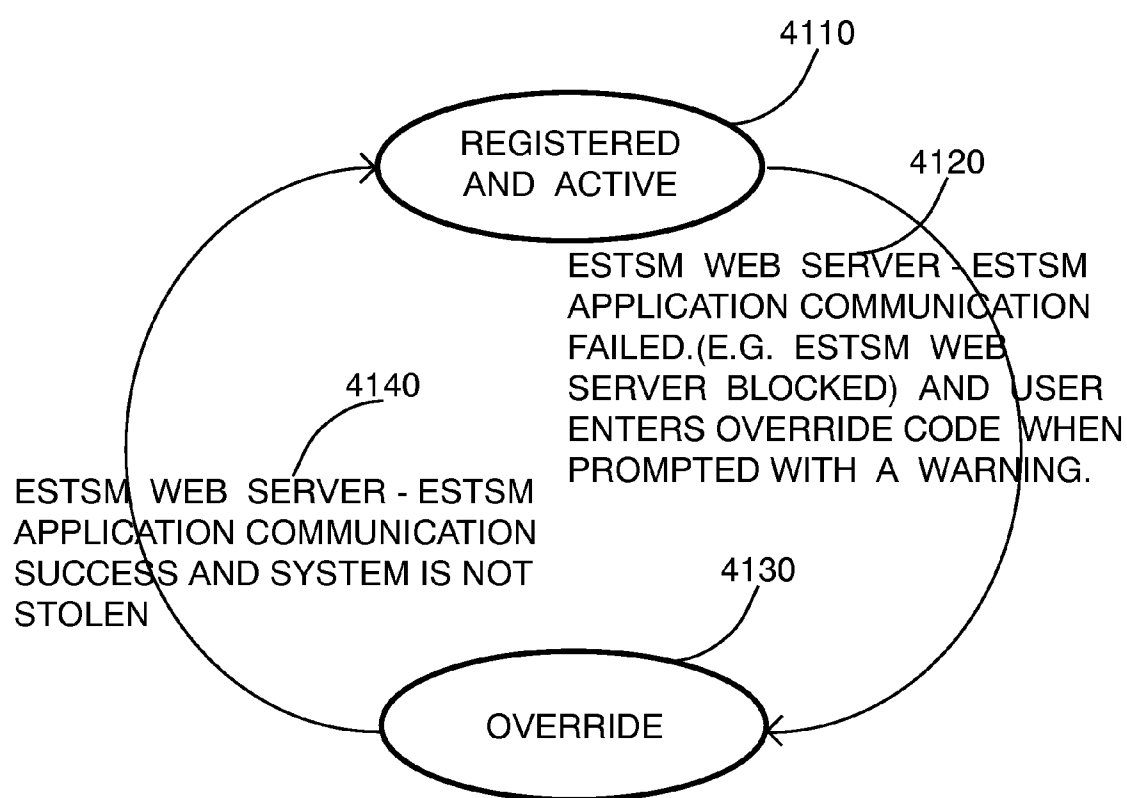 4110
REGISTERED
AND ACTIVE
4120
ESTSM WEB SERVER - ESTSM
APPLICATION COMMUNICATION
FAILED.(E.G. ESTSM WEB
SERVER BLOCKED) AND USER
ENTERS OVERRIDE CODE WHEN
PROMPTED WITH A WARNING.
4140
ESTSM WEB SERVER - ESTSM
APPLICATION COMMUNICATION
SUCCESS AND SYSTEM IS NOT
STOLEN
4130
OVERRIDE